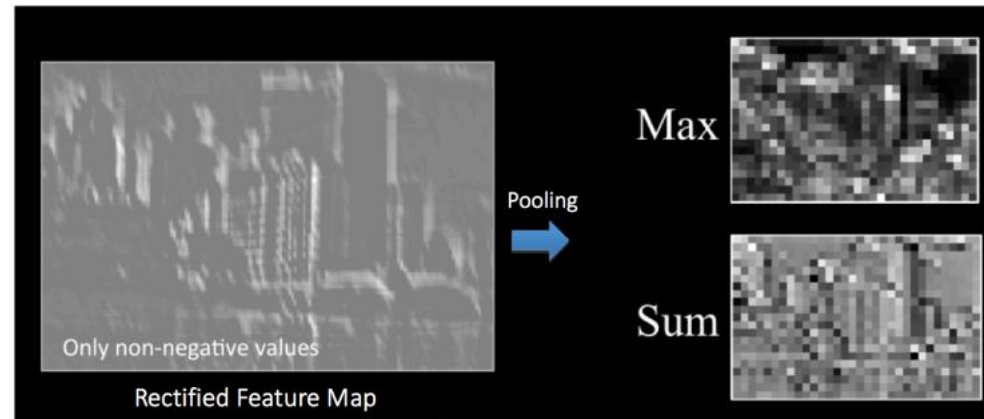 Only non-negative values
Rectified Feature Map
Pooling
Max
Sum